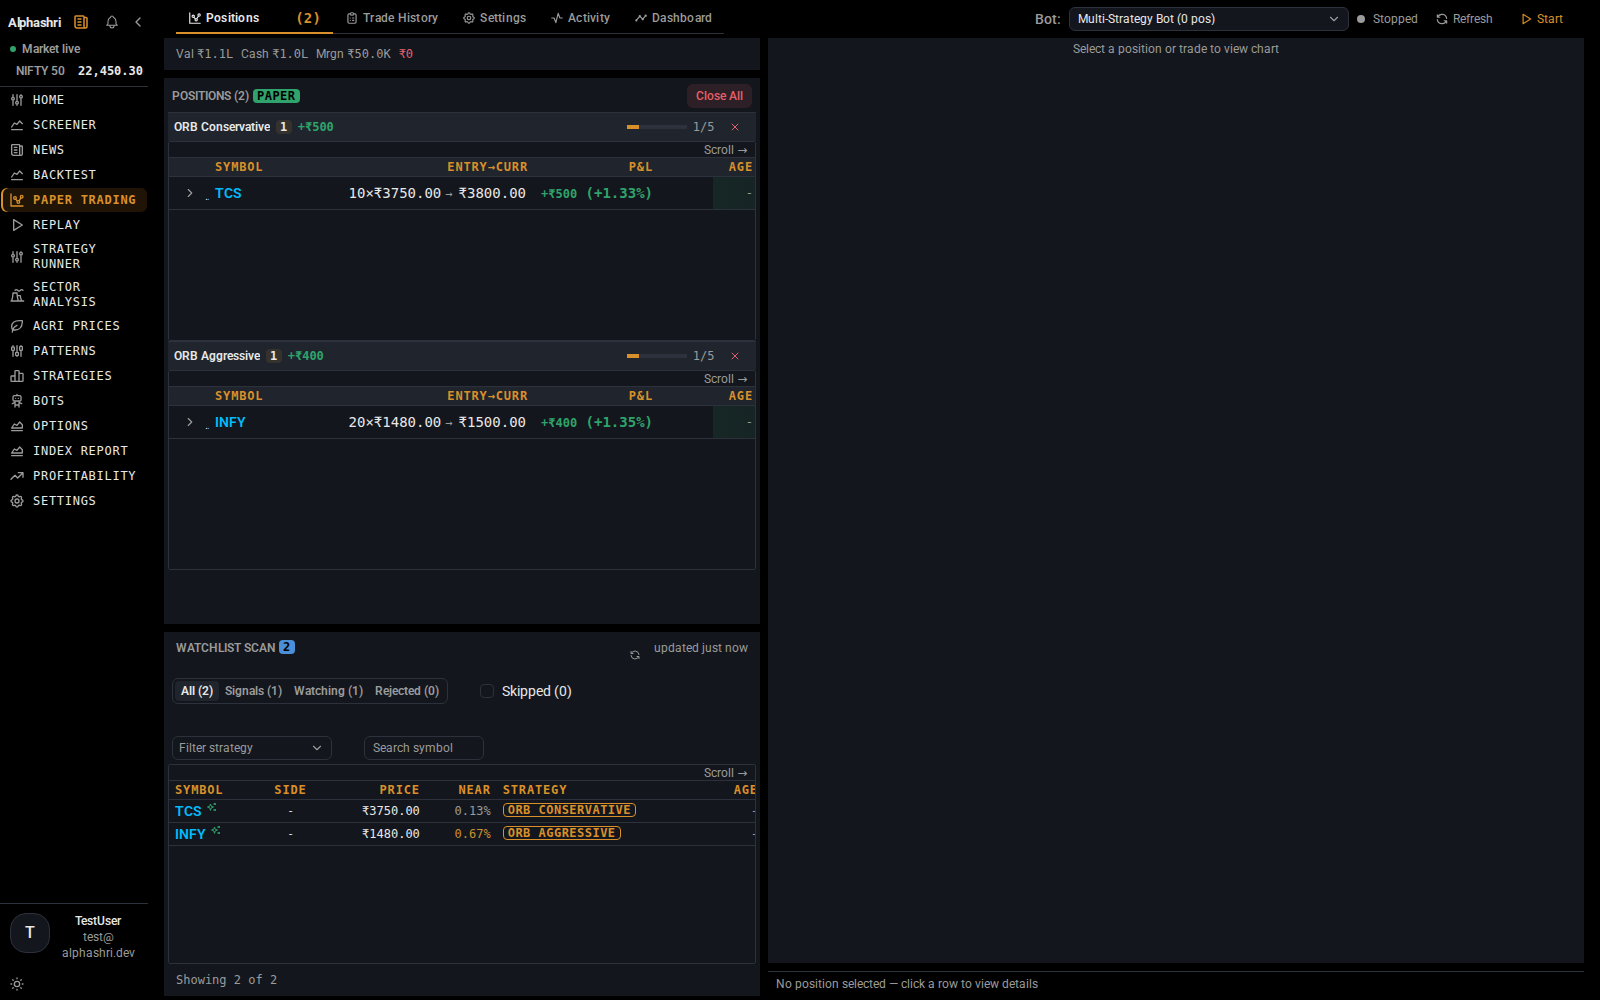 Alphashri
Market live
NIFTY 50 22,450.30
HOME
SCREENER
NEWS
BACKTEST
PAPER TRADING
REPLAY
STRATEGY
RUNNER
SECTOR
ANALYSIS
AGRI PRICES
PATTERNS
STRATEGIES
BOTS
OPTIONS
INDEX REPORT
PROFITABILITY
SETTINGS
T
TestUser
test@
alphashri.dev
Positions (2) Trade History Settings Activity Dashboard
Bot: Multi-Strategy Bot (0 pos) Stopped Refresh Start
Val ₹1.1L Cash ₹1.0L Mrgn ₹50.0K ₹0
POSITIONS (2) PAPER Close All
ORB Conservative 1 +₹500 1/5
Scroll →
SYMBOL ENTRY→CURR P&L AGE
TCS 10×₹3750.00 → ₹3800.00 +₹500 (+1.33%) -
ORB Aggressive 1 +₹400 1/5
Scroll →
SYMBOL ENTRY→CURR P&L AGE
INFY 20×₹1480.00 → ₹1500.00 +₹400 (+1.35%) -
WATCHLIST SCAN 2 updated just now
All (2) Signals (1) Watching (1) Rejected (0) Skipped (0)
Filter strategy Search symbol
Scroll →
SYMBOL SIDE PRICE NEAR STRATEGY AGE
TCS - ₹3750.00 0.13% ORB CONSERVATIVE -
INFY - ₹1480.00 0.67% ORB AGGRESSIVE -
Showing 2 of 2
Select a position or trade to view chart
No position selected — click a row to view details